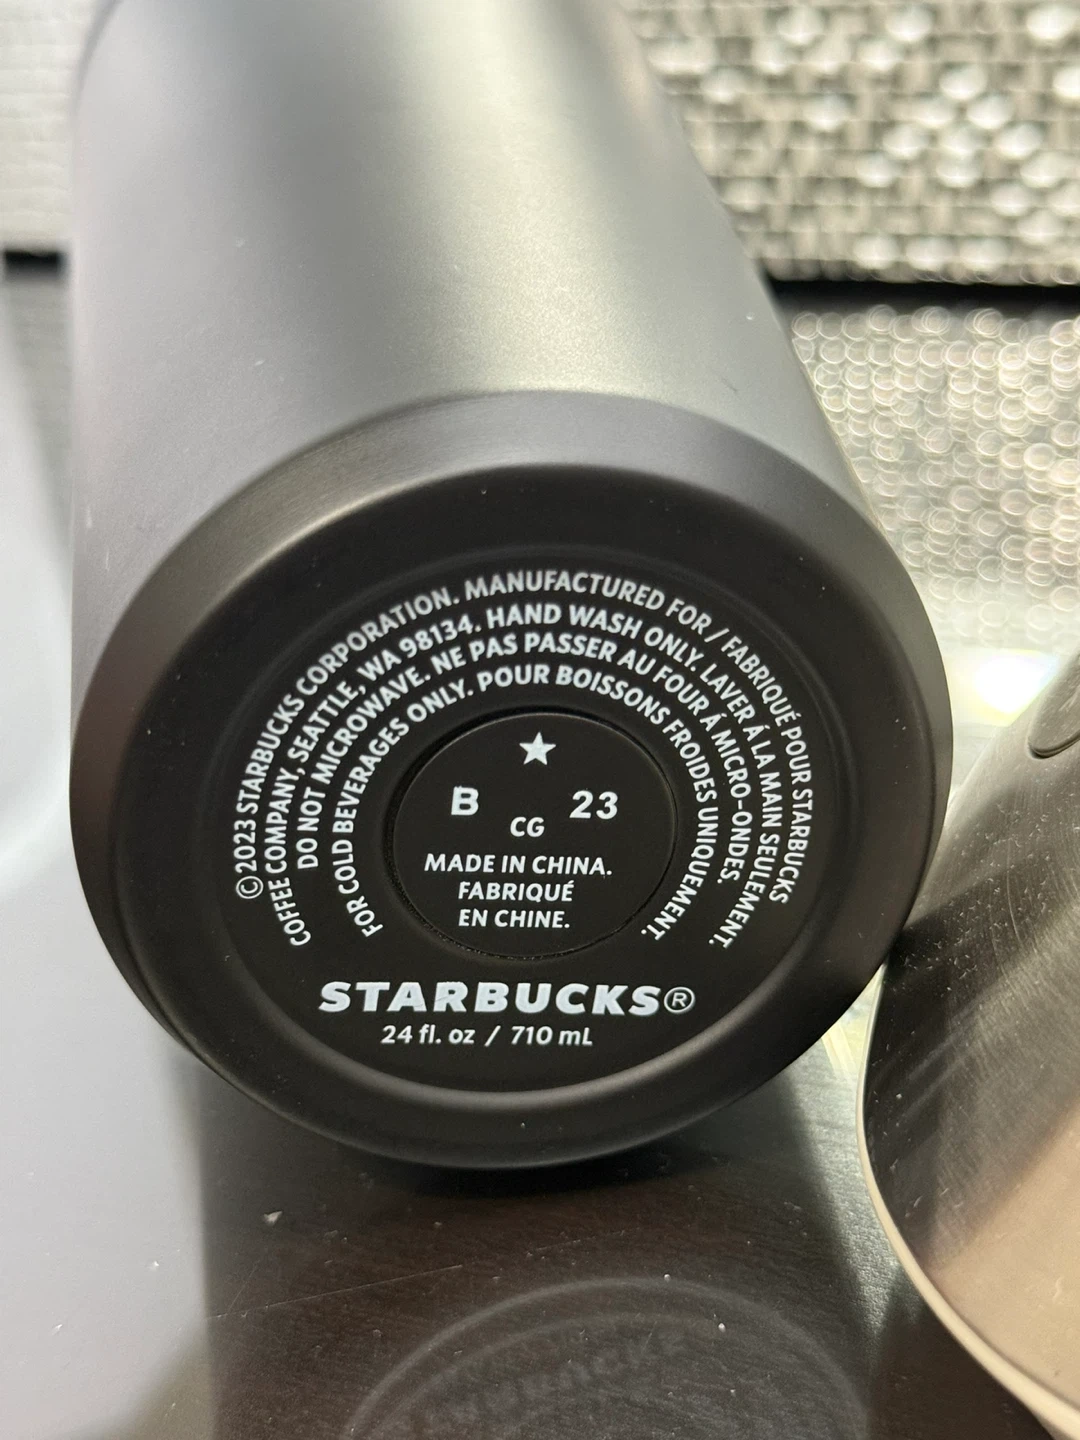 ©2023 STARBUCKS CORPORATION. MANUFACTURED FOR / FABRIQUÉ POUR STARBUCKS
COFFEE COMPANY, SEATTLE, WA 98134. HAND WASH ONLY. LAVER Á LA MAIN SEULEMENT.
DO NOT MICROWAVE. NE PAS PASSER AU FOUR Á MICRO-ONDES.
FOR COLD BEVERAGES ONLY. POUR BOISSONS FROIDES UNIQUEMENT.
B 23
CG
MADE IN CHINA.
FABRIQUÉ
EN CHINE.
STARBUCKS®
24 fl. oz / 710 mL